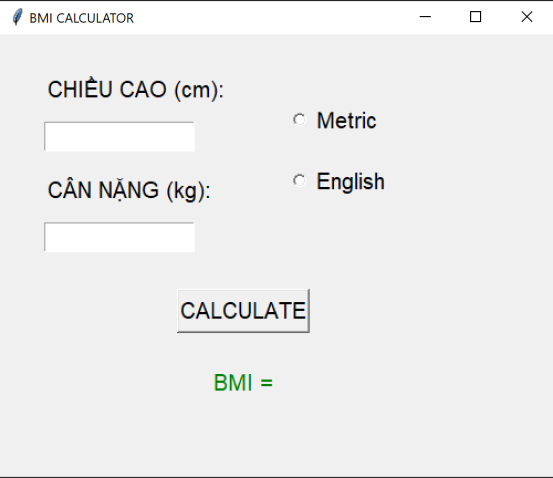 BMI CALCULATOR
CHIỀU CAO (cm):
Metric
CÂN NẶNG (kg):
English
CALCULATE
BMI =